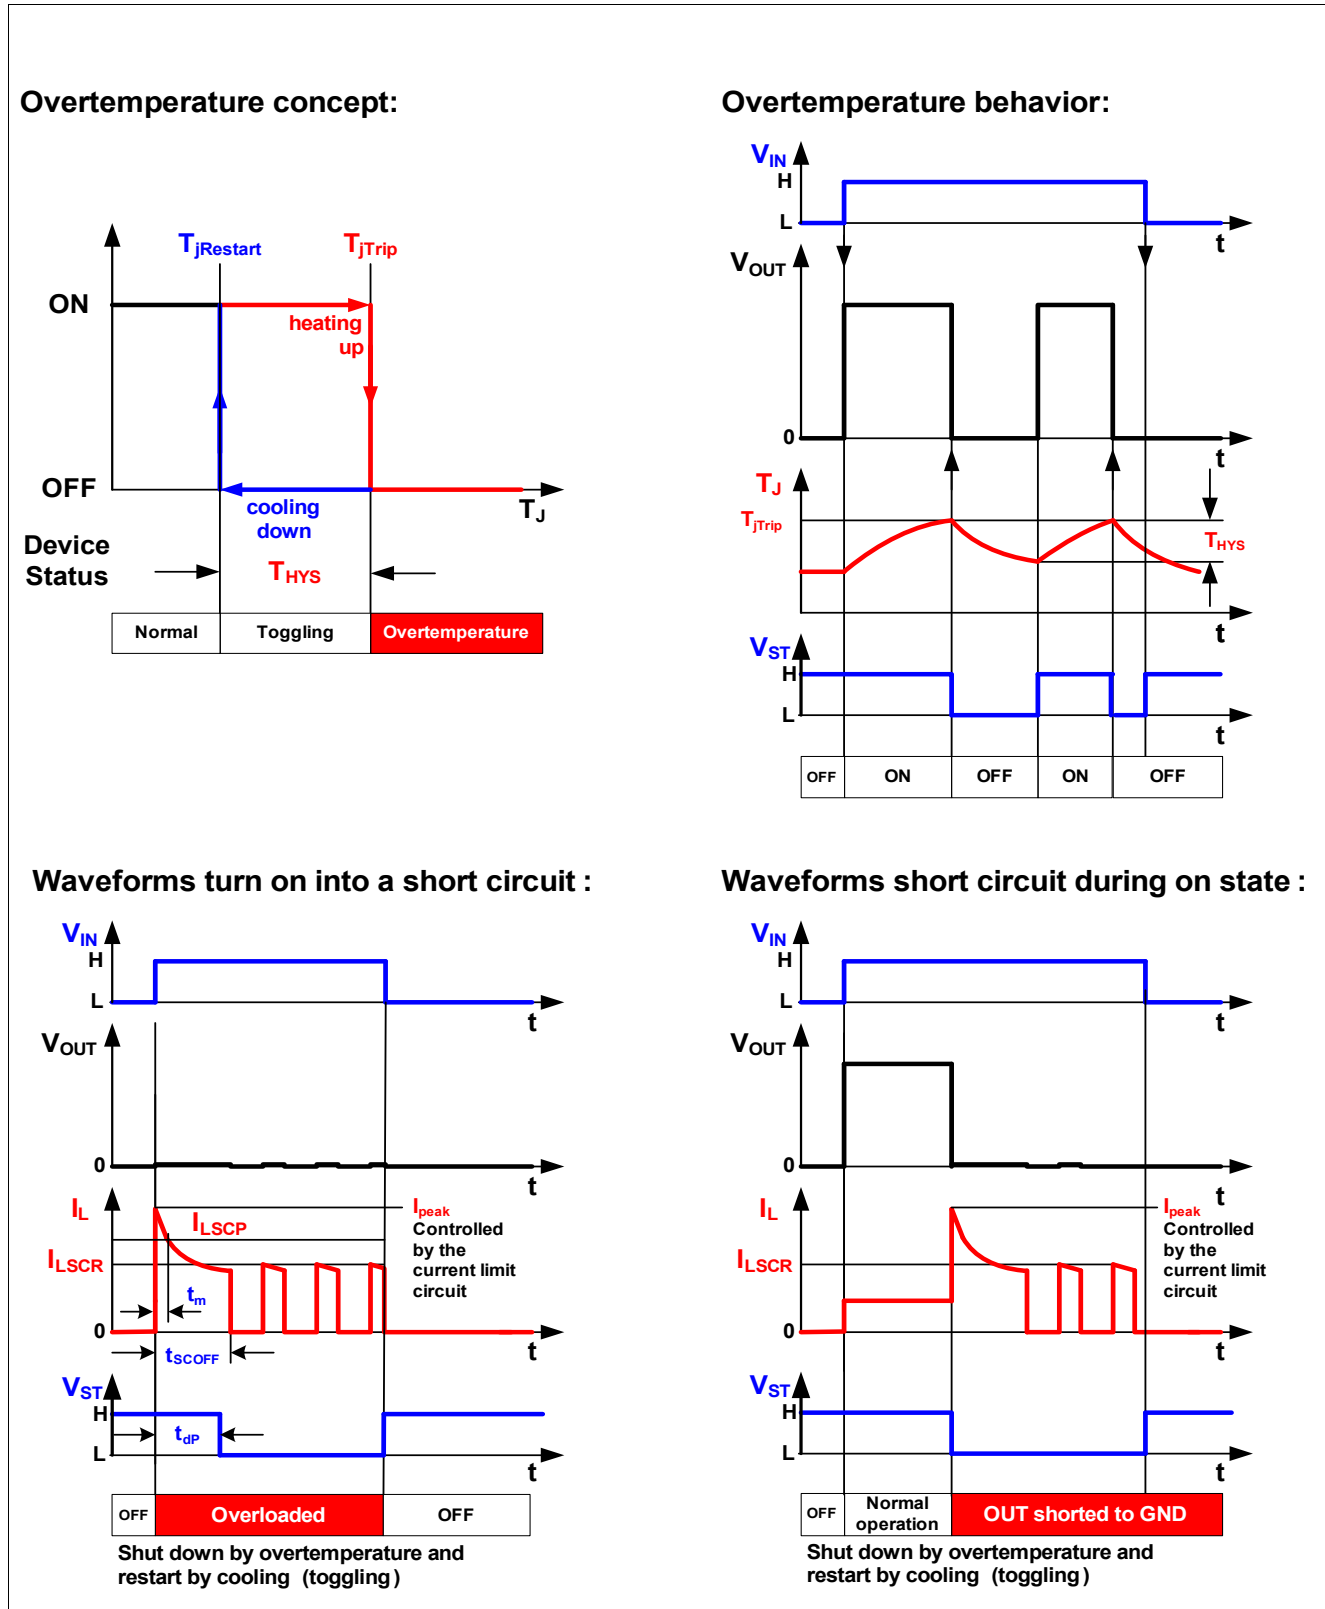 Overtemperature concept:
TjRestart
TjTrip
ON
heating
up
OFF
cooling
down
TJ
Device
Status
THYS
Normal
Toggling
Overtemperature
Overtemperature behavior:
VIN
H
L
t
VOUT
0
t
TJ
TjTrip
THYS
t
VST
H
L
t
OFF
ON
OFF
ON
OFF
Waveforms turn on into a short circuit :
VIN
H
L
t
VOUT
0
t
IL
Ipeak
ILSCP
Controlled
by the
current limit
circuit
ILSCR
tm
0
t
tSCOFF
VST
H
tdP
L
t
OFF
Overloaded
OFF
Shut down by overtemperature and
restart by cooling (toggling)
Waveforms short circuit during on state :
VIN
H
L
t
VOUT
0
t
IL
Ipeak
Controlled
by the
current limit
circuit
ILSCR
0
t
VST
H
L
t
OFF
Normal
operation
OUT shorted to GND
Shut down by overtemperature and
restart by cooling (toggling)